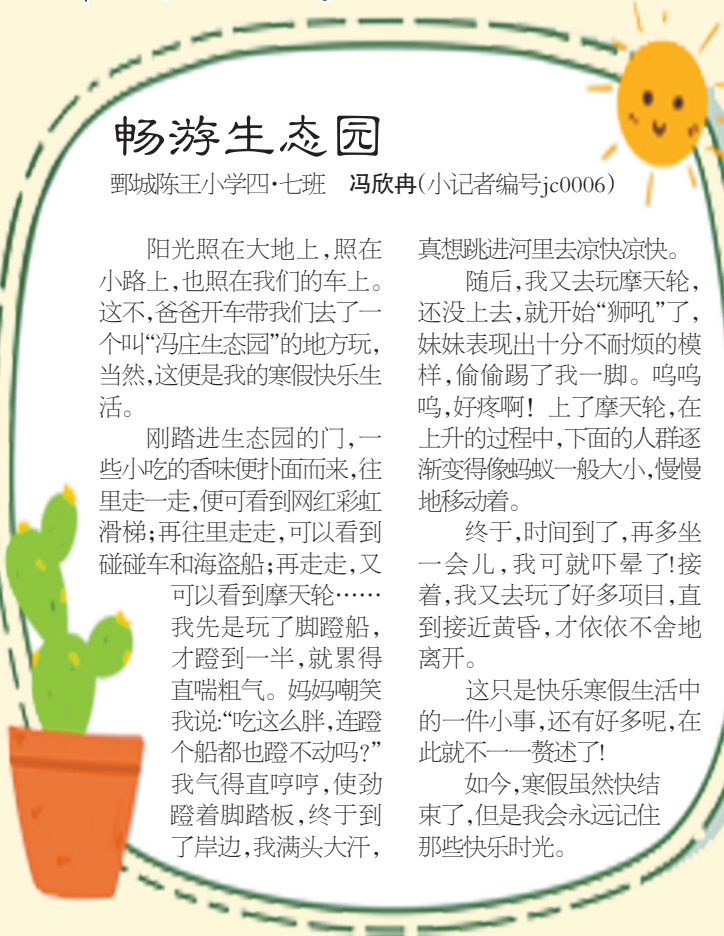 畅游生态园
鄄城陈王小学四·七班 冯欣冉(小记者编号jc0006)
阳光照在大地上,照在
小路上,也照在我们的车上。
这不,爸爸开车带我们去了一
个叫“冯庄生态园”的地方玩,
当然,这便是我的寒假快乐生
活。
刚踏进生态园的门,一
些小吃的香味便扑面而来,往
里走一走,便可看到网红彩虹
滑梯;再往里走走,可以看到
碰碰车和海盗船;再走走,又
可以看到摩天轮……
我先是玩了脚蹬船,
才蹬到一半,就累得
直喘粗气。妈妈嘲笑
我说:“吃这么胖,连蹬
个船都也蹬不动吗?”
我气得直哼哼,使劲
蹬着脚踏板,终于到
了岸边,我满头大汗,
真想跳进河里去凉快凉快。
随后,我又去玩摩天轮,
还没上去,就开始“狮吼”了,
妹妹表现出十分不耐烦的模
样,偷偷踢了我一脚。呜呜
呜,好疼啊!上了摩天轮,在
上升的过程中,下面的人群逐
渐变得像蚂蚁一般大小,慢慢
地移动着。
终于,时间到了,再多坐
一会儿,我可就吓晕了!接
着,我又去玩了好多项目,直
到接近黄昏,才依依不舍地
离开。
这只是快乐寒假生活中
的一件小事,还有好多呢,在
此就不一一赘述了!
如今,寒假虽然快结
束了,但是我会永远记住
那些快乐时光。